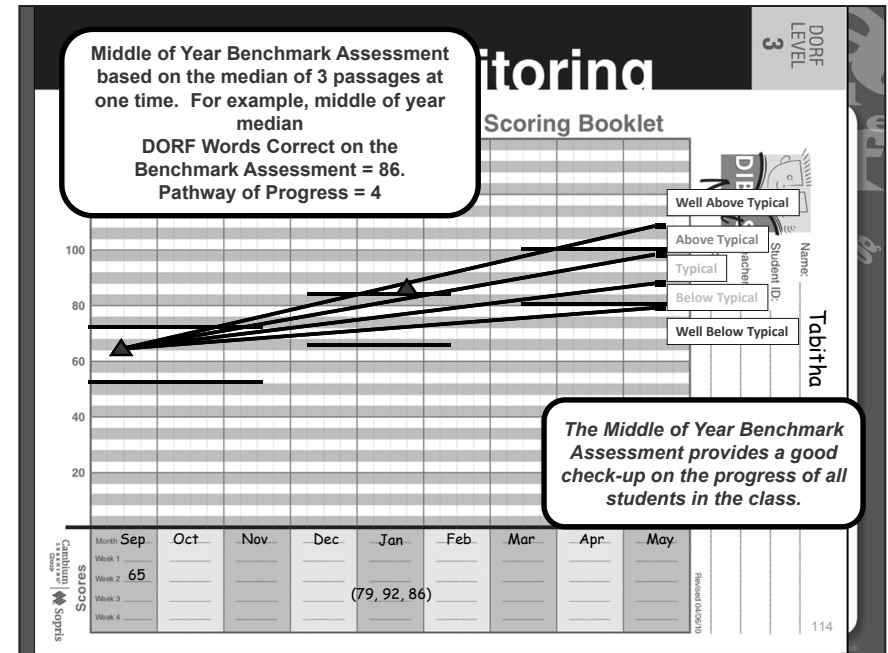 Middle of Year Benchmark Assessment
based on the median of 3 passages at
one time. For example, middle of year
median
DORF Words Correct on the
Benchmark Assessment = 86.
Pathway of Progress = 4
itoring
DORF
LEVEL
3
Scoring Booklet
Well Above Typical
Above Typical
Typical
Below Typical
Well Below Typical
Name: Tabitha
Student ID:
100
80
60
40
20
The Middle of Year Benchmark
Assessment provides a good
check-up on the progress of all
students in the class.
Month Sep Oct Nov Dec Jan Feb Mar Apr May
Week 1
Week 2 65
Week 3 (79, 92, 86)
Week 4
Scores
Cambium
LEARNING
Group
Sopris
Revised 04/06/10
114